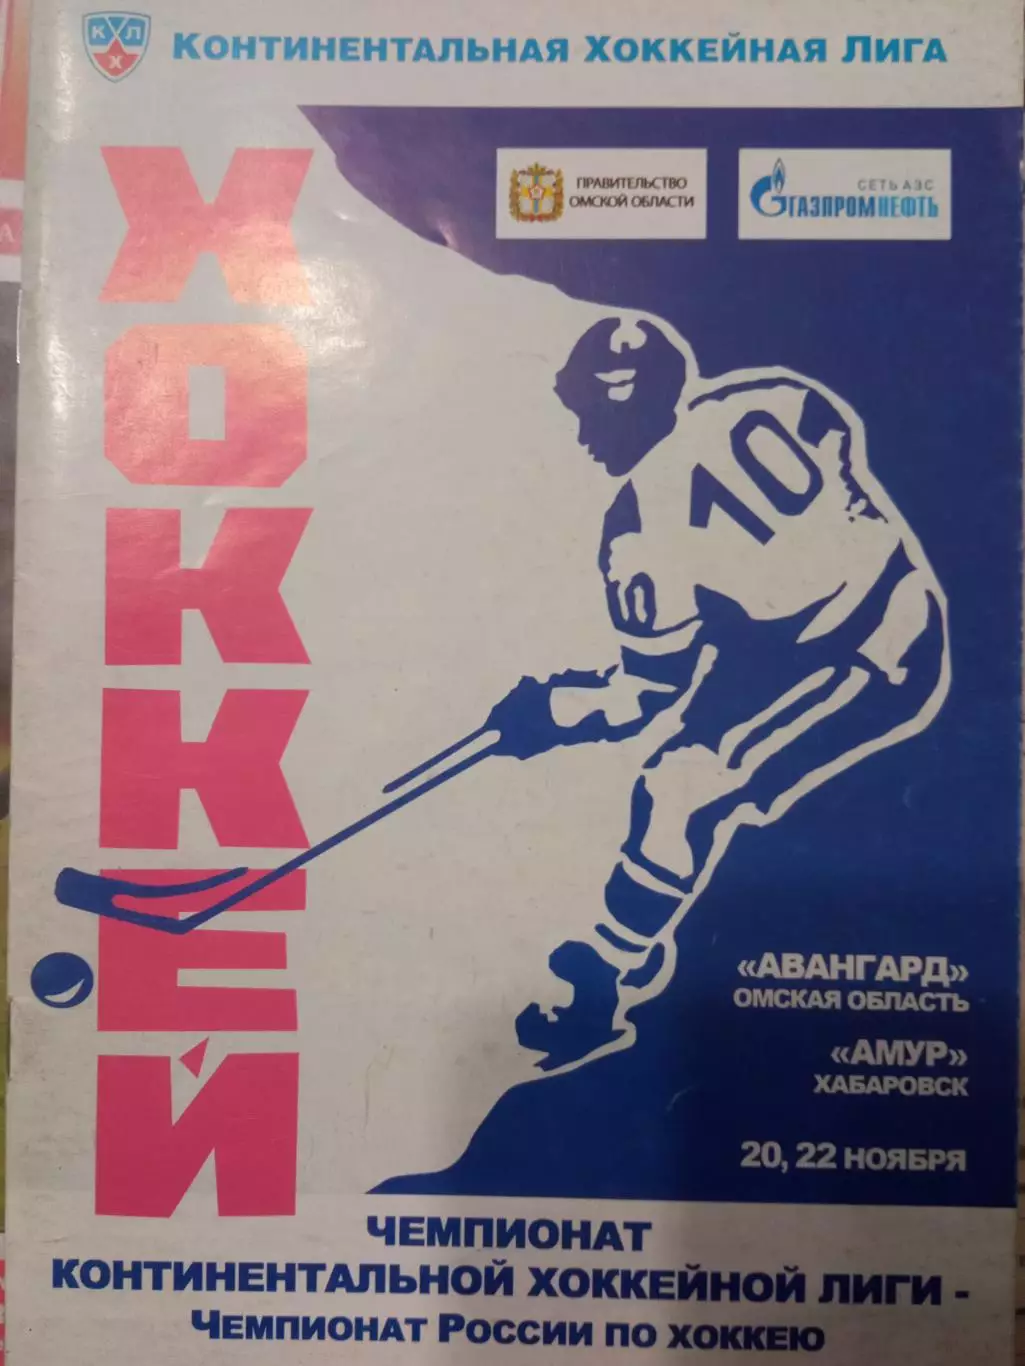 КХЛ
Континентальная Хоккейная Лига
ХОККЕЙ
ПРАВИТЕЛЬСТВО
ОМСКОЙ ОБЛАСТИ
СЕТЬ АЗС
ГАЗПРОМНЕФТЬ
10
10
«АВАНГАРД»
ОМСКАЯ ОБЛАСТЬ
«АМУР»
ХАБАРОВСК
20, 22 НОЯБРЯ
ЧЕМПИОНАТ
КОНТИНЕНТАЛЬНОЙ ХОККЕЙНОЙ ЛИГИ -
Чемпионат России по хоккею